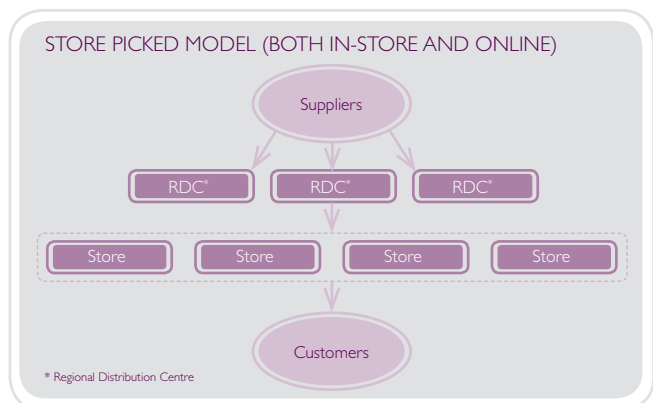 STORE PICKED MODEL (BOTH IN-STORE AND ONLINE)
Suppliers
RDC* RDC* RDC*
Store Store Store Store
Customers
* Regional Distribution Centre